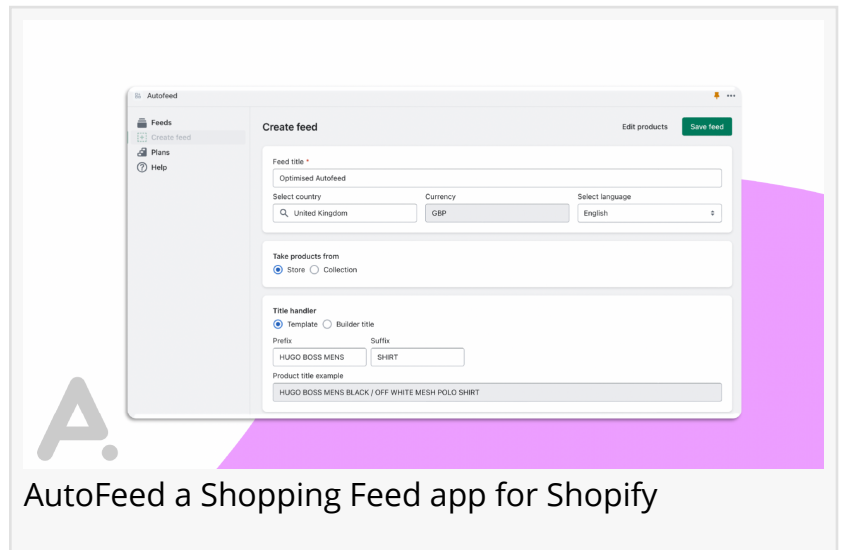 Autofeed
Feeds
Create feed
Plans
Help
Create feed
Edit products
Save feed
Feed title *
Optimised Autofeed
Select country
Currency
Select language
United Kingdom
GBP
English
Take products from
Store
Collection
Title handler
Template
Builder title
Prefix
Suffix
HUGO BOSS MENS
SHIRT
Product title example
HUGO BOSS MENS BLACK / OFF WHITE MESH POLO SHIRT
A.
AutoFeed a Shopping Feed app for Shopify